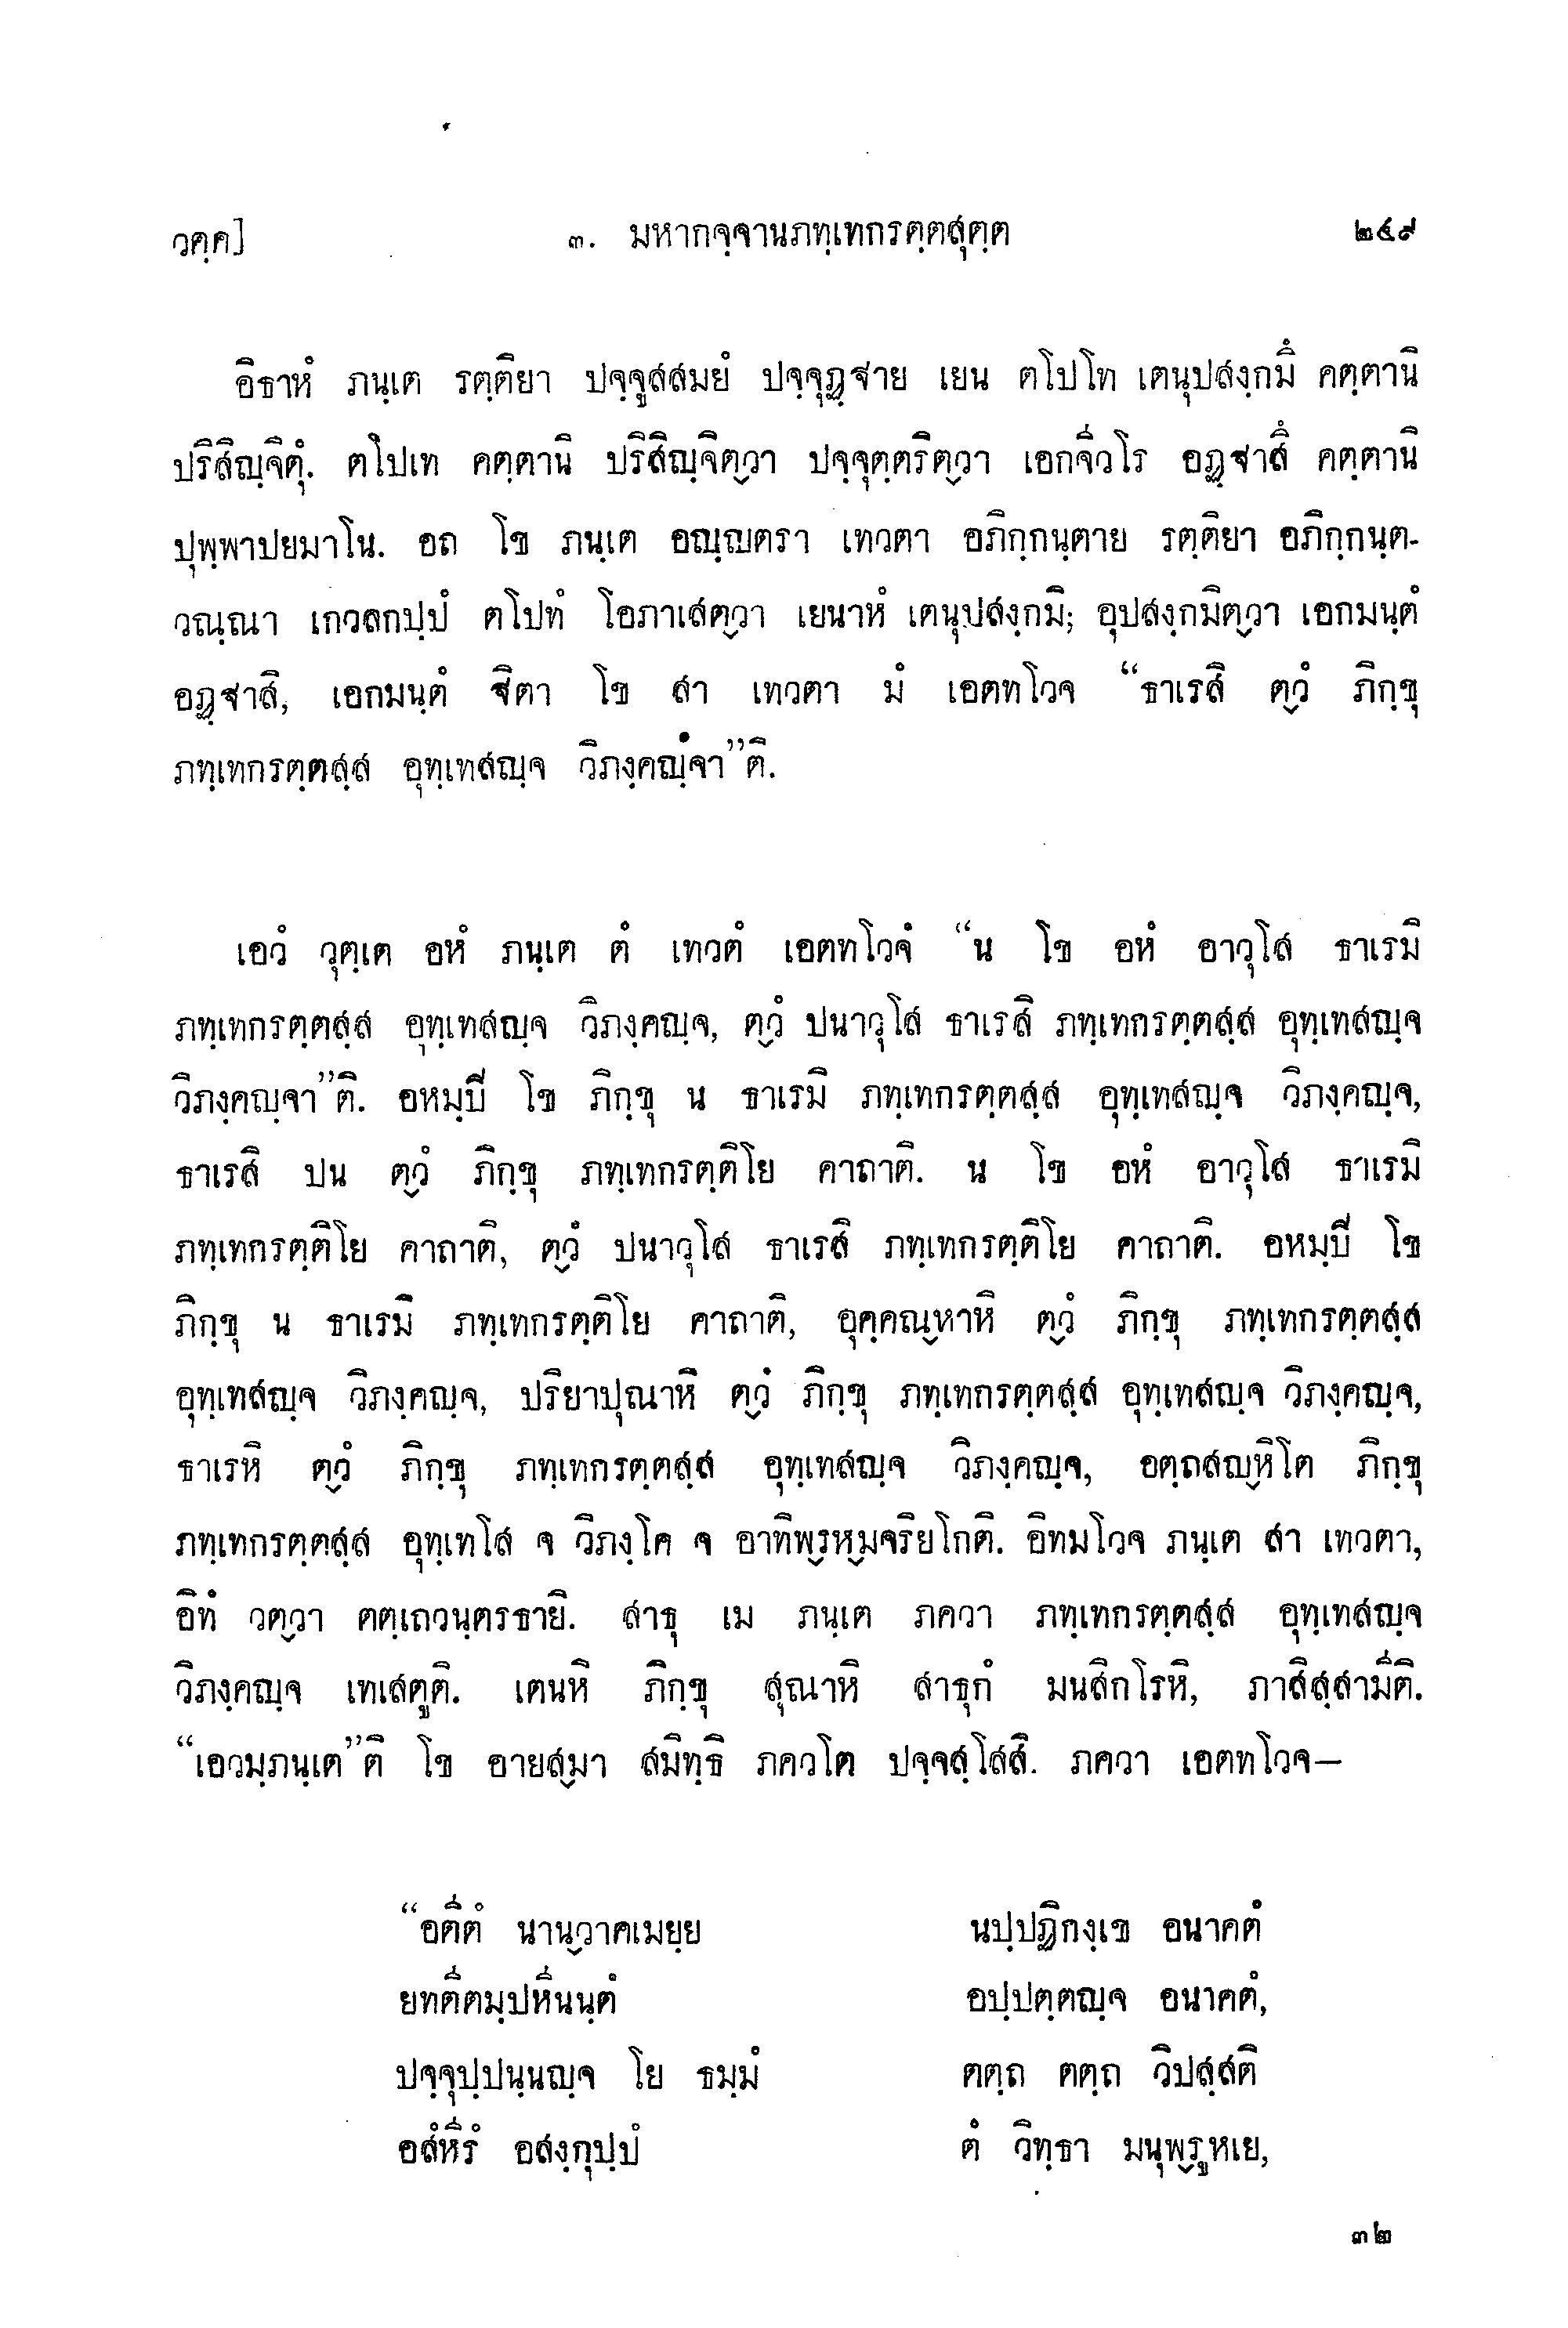 วคฺค]	๓. มหากจฺจานภทฺเทกรตฺตสุตฺต	๒๔๙
อิธาหํ ภนฺเต รตฺติยา ปจฺจูสสมยํ ปจฺจุฏฺฐาย เยน ตโปโท เตนุปสงฺกมึ คตฺตานิ
ปริสิญฺจิตุํ. ตโปเท คตฺตานิ ปริสิญฺจิตฺวา ปจฺจุตฺตริตฺวา เอกจีวโร อฏฺฐาสึ คตฺตานิ
ปุพฺพาปยมาโน. อถ โข ภนฺเต อญฺญตรา เทวตา อภิกฺกนฺตาย รตฺติยา อภิกฺกนฺต-
วณฺณา เกวลกปฺปํ ตโปทํ โอภาเสตฺวา เยนาหํ เตนุปสงฺกมิ; อุปสงฺกมิตฺวา เอกมนฺตํ
อฏฺฐาสิ, เอกมนฺตํ ฐิตา โข สา เทวตา มํ เอตทโวจ “ธาเรสิ ตฺวํ ภิกฺขุ
ภทฺเทกรตฺตสฺส อุทฺเทสญฺจ วิภงฺคญฺจา”ติ.
เอวํ วุตฺเต อหํ ภนฺเต ตํ เทวตํ เอตทโวจํ “น โข อหํ อาวุโส ธาเรมิ
ภทฺเทกรตฺตสฺส อุทฺเทสญฺจ วิภงฺคญฺจ, ตฺวํ ปนาวุโส ธาเรสิ ภทฺเทกรตฺตสฺส อุทฺเทสญฺจ
วิภงฺคญฺจา”ติ. อหมฺปี โข ภิกฺขุ น ธาเรมิ ภทฺเทกรตฺตสฺส อุทฺเทสญฺจ วิภงฺคญฺจ,
ธาเรสิ ปน ตฺวํ ภิกฺขุ ภทฺเทกรตฺติโย คาถาติ. น โข อหํ อาวุโส ธาเรมิ
ภทฺเทกรตฺติโย คาถาติ, ตฺวํ ปนาวุโส ธาเรสิ ภทฺเทกรตฺติโย คาถาติ. อหมฺปี โข
ภิกฺขุ น ธาเรมิ ภทฺเทกรตฺติโย คาถาติ, อุคฺคณฺหาหิ ตฺวํ ภิกฺขุ ภทฺเทกรตฺตสฺส
อุทฺเทสญฺจ วิภงฺคญฺจ, ปริยาปุณาหิ ตฺวํ ภิกฺขุ ภทฺเทกรตฺตสฺส อุทฺเทสญฺจ วิภงฺคญฺจ,
ธาเรหิ ตฺวํ ภิกฺขุ ภทฺเทกรตฺตสฺส อุทฺเทสญฺจ วิภงฺคญฺจ, อตฺถสญฺหิโต ภิกฺขุ
ภทฺเทกรตฺตสฺส อุทฺเทโส จ วิภงฺโค จ อาทิพฺรหฺมจริยโกติ. อิทมโวจ ภนฺเต สา เทวตา,
อิทํ วตฺวา ตตฺเถวนฺตรธายิ. สาธุ เม ภนฺเต ภควา ภทฺเทกรตฺตสฺส อุทฺเทสญฺจ
วิภงฺคญฺจ เทเสตูติ. เตนหิ ภิกฺขุ สุณาหิ สาธุกํ มนสิกโรหิ, ภาสิสฺสามีติ.
“เอวมฺภนฺเต”ติ โข อายสฺมา สมิทฺธิ ภควโต ปจฺจสฺโสสิ. ภควา เอตทโวจ—
“อตีตํ นานฺวาคเมยฺย	นปฺปฏิกงฺเข อนาคตํ
ยทตีตมฺปหีนนฺตํ	อปฺปตฺตญฺจ อนาคตํ,
ปจฺจุปฺปนฺนญฺจ โย ธมฺมํ	ตตฺถ ตตฺถ วิปสฺสติ
อสํหีรํ อสงฺกุปฺปํ	ตํ วิทฺธา มนุพฺรูหเย,
๓๒